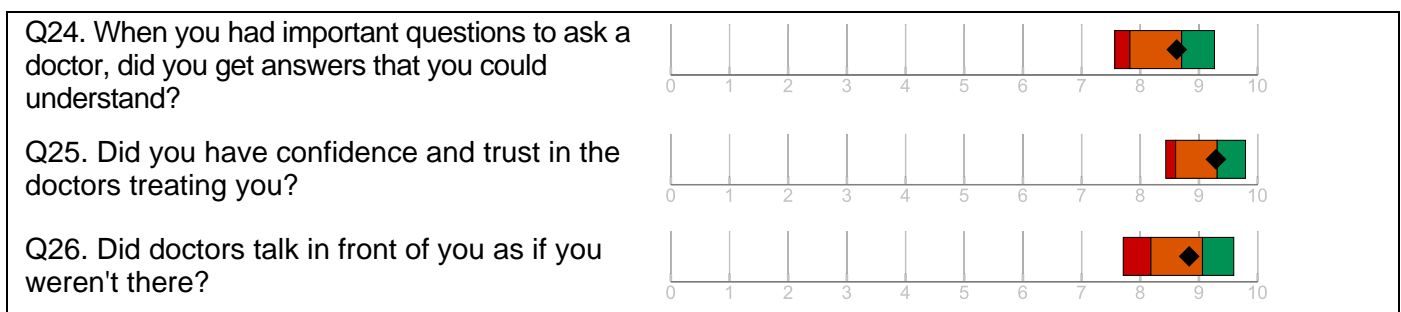 Q24. When you had important questions to ask a
doctor, did you get answers that you could
understand?
0 1 2 3 4 5 6 7 8 9 10
Q25. Did you have confidence and trust in the
doctors treating you?
0 1 2 3 4 5 6 7 8 9 10
Q26. Did doctors talk in front of you as if you
weren't there?
0 1 2 3 4 5 6 7 8 9 10